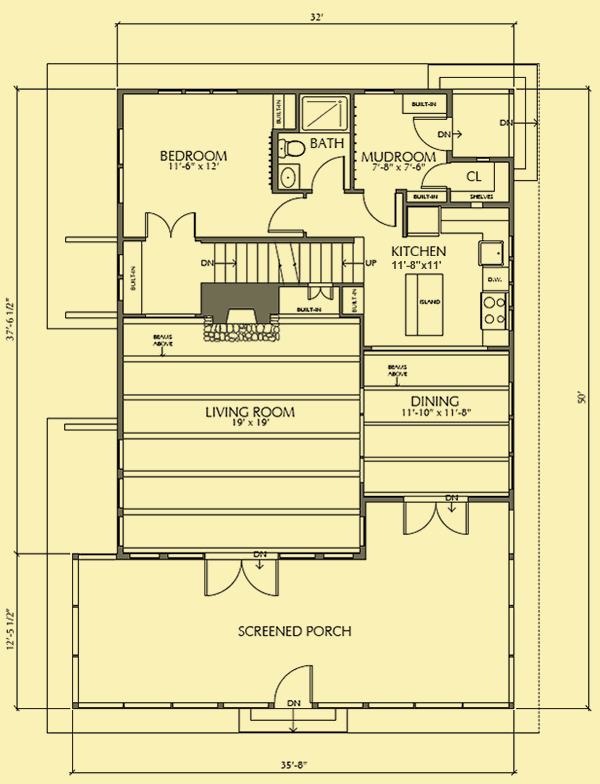 32'
BUILT-IN
BUILT-IN
DN
DN
BATH
BEDROOM
11'-6" x 12'
MUDROOM
7'-8" x 7'-6"
CL
BUILT-IN
SHELVES
KITCHEN
11'-8"x11'
DN
UP
D.W.
BUILT-IN
ISLAND
BUILT-IN
BUILT-IN
37'-6 1/2"
BEAMS
ABOVE
BEAMS
ABOVE
50'
LIVING ROOM
19' x 19'
DINING
11'-10" x 11'-8"
DN
DN
12'-5 1/2"
SCREENED PORCH
DN
35'-8"